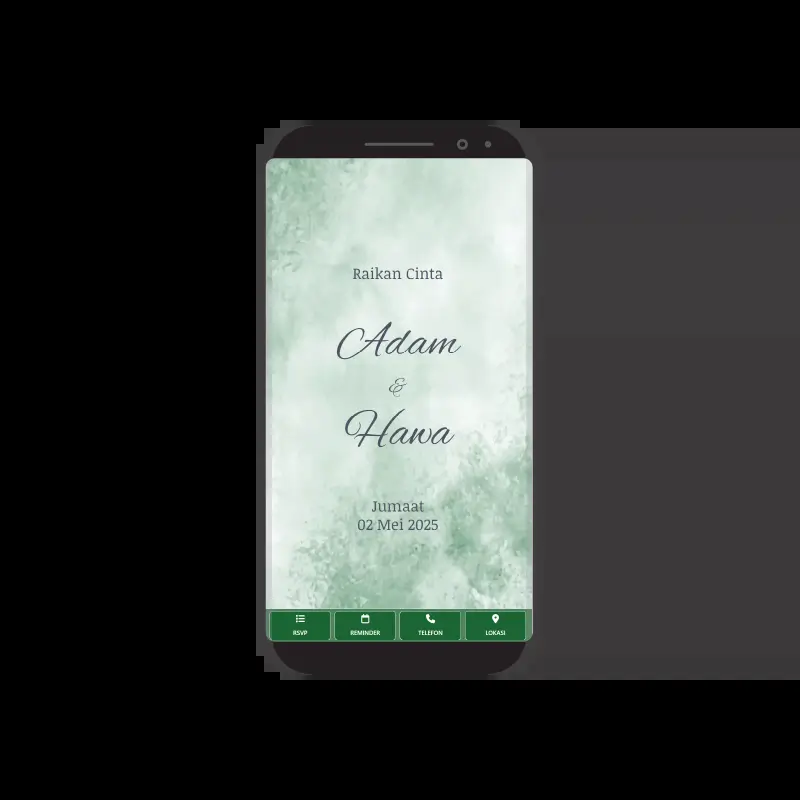 Raikan Cinta
Adam
&
Hawa
Jumaat
02 Mei 2025
RSVP REMINDER TELEFON LOKASI